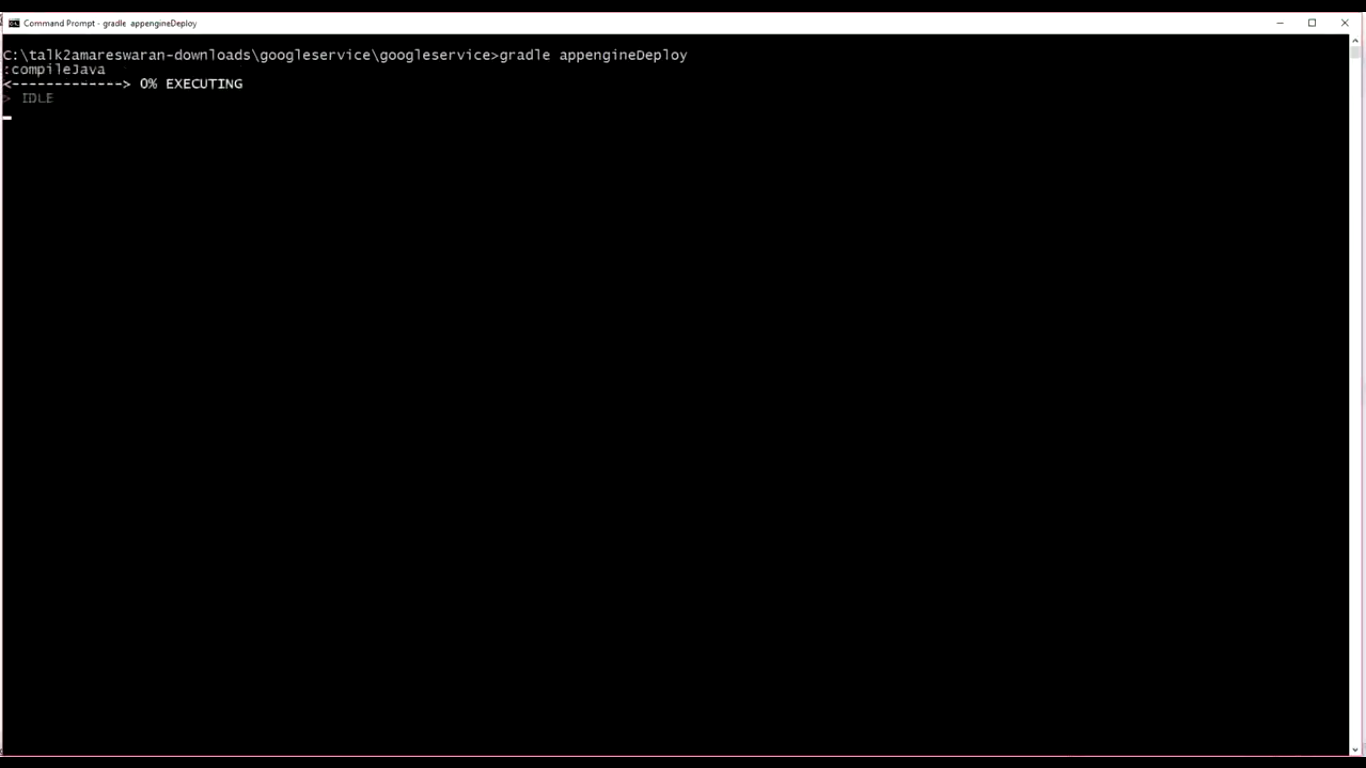 Command Prompt - gradle  appengineDeploy
C:\talk2amareswaran-downloads\googleservice\googleservice>gradle appengineDeploy
:compileJava
<-------------> 0% EXECUTING
> IDLE